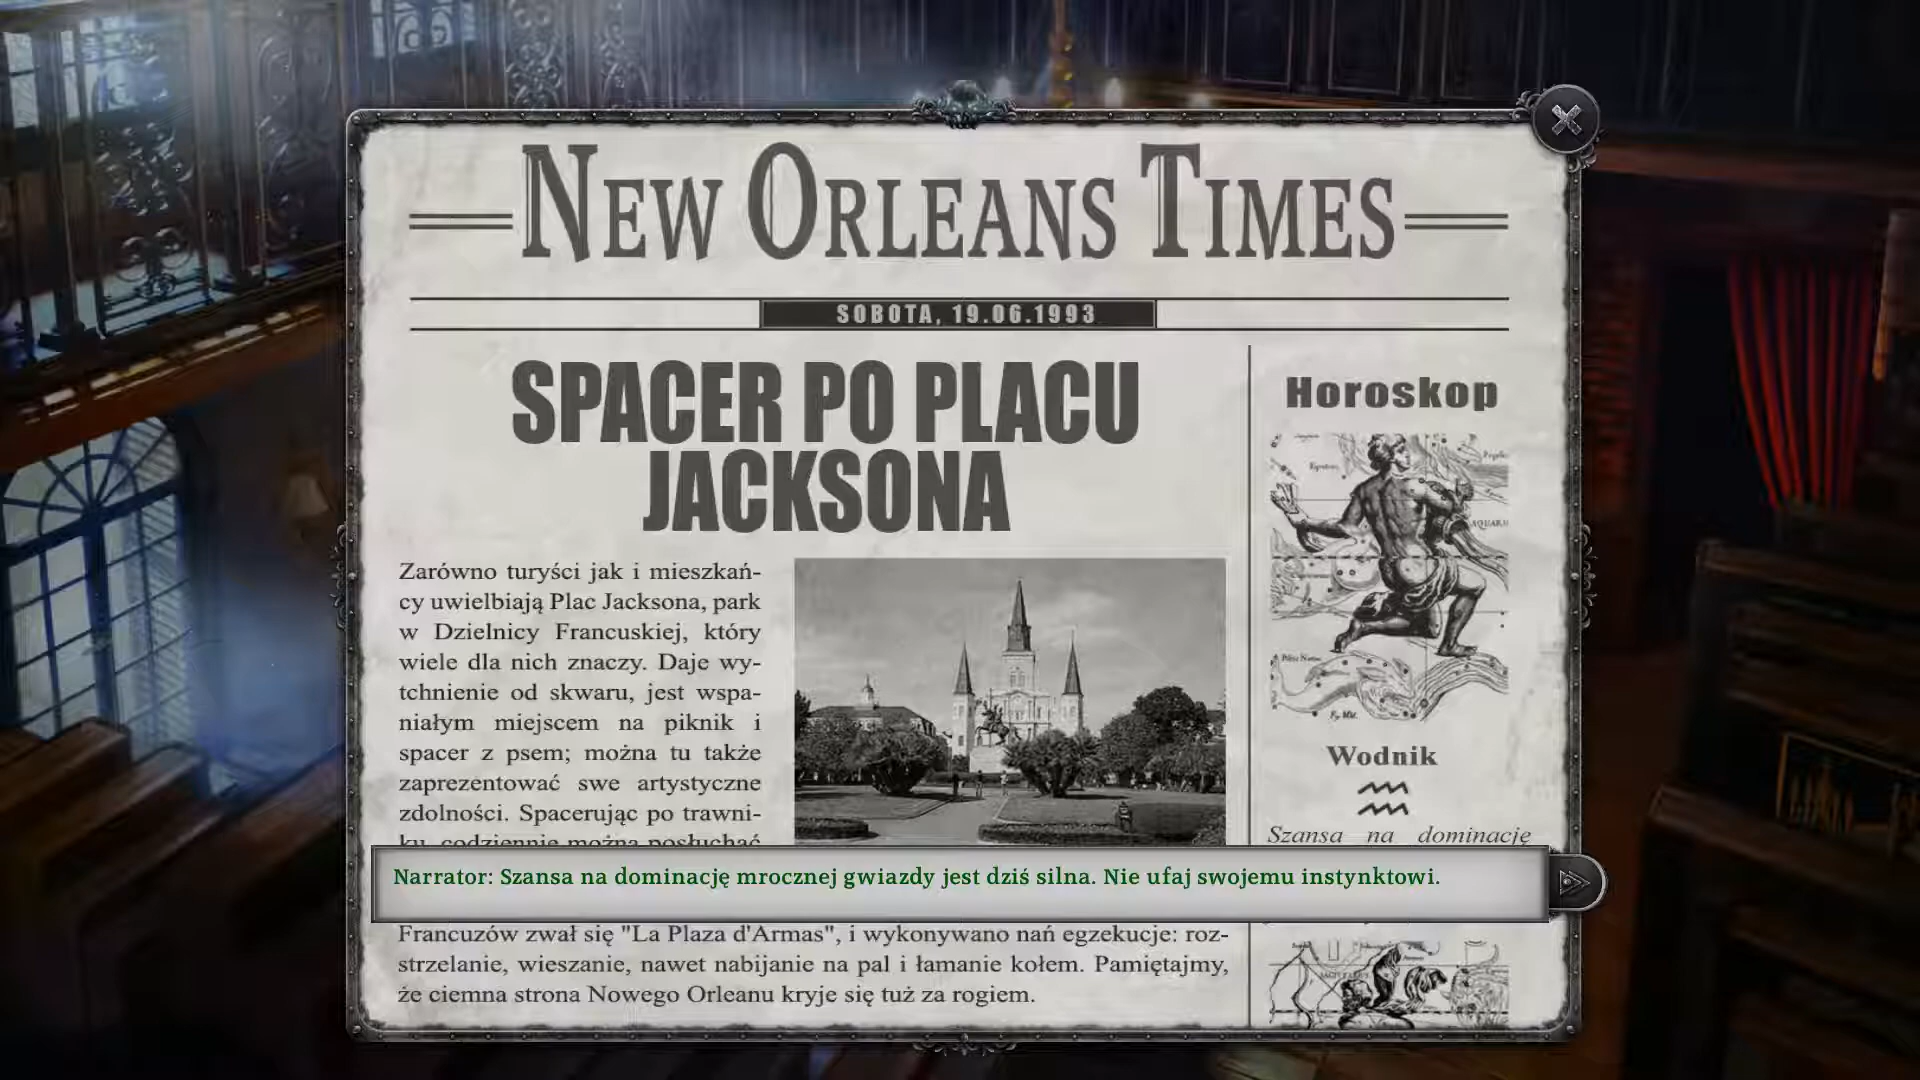 NEW ORLEANS TIMES
SOBOTA, 19.06.1993
SPACER PO PLACU
JACKSONA
Zarówno turyści jak i mieszkań-
cy uwielbiają Plac Jacksona, park
w Dzielnicy Francuskiej, który
wiele dla nich znaczy. Daje wy-
tchnienie od skwaru, jest wspa-
niałym miejscem na piknik i
spacer z psem; można tu także
zaprezentować swe artystyczne
zdolności. Spacerując po trawni-
ku, codziennie można posłuchać
Francuzów zwał się "La Plaza d'Armas", i wykonywano nań egzekucje: roz-
strzelanie, wieszanie, nawet nabijanie na pal i łamanie kołem. Pamiętajmy,
że ciemna strona Nowego Orleanu kryje się tuż za rogiem.
Horoskop
Wodnik
Szansa na dominację
Narrator: Szansa na dominację mrocznej gwiazdy jest dziś silna. Nie ufaj swojemu instynktowi.